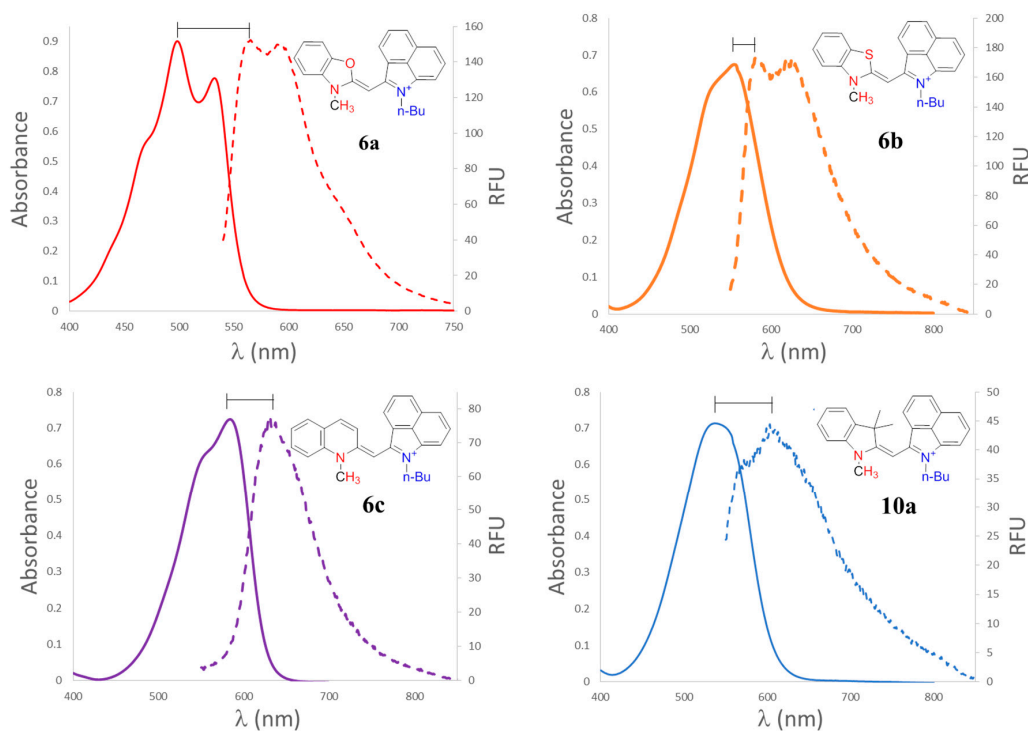 0.9
0.8
0.7
0.6
0.5
0.4
0.3
0.2
0.1
0
Absorbance
400 450 500 550 600 650 700 750
λ (nm)
160
140
120
100
80
60
40
20
0
RFU
O
N
CH3
N+
n-Bu
6a
0.8
0.7
0.6
0.5
0.4
0.3
0.2
0.1
0
Absorbance
400 500 600 700 800
λ (nm)
200
180
160
140
120
100
80
60
40
20
0
RFU
S
N
CH3
N+
n-Bu
6b
0.8
0.7
0.6
0.5
0.4
0.3
0.2
0.1
0
Absorbance
400 500 600 700 800
λ (nm)
80
70
60
50
40
30
20
10
0
RFU
N
CH3
N+
n-Bu
6c
0.8
0.7
0.6
0.5
0.4
0.3
0.2
0.1
0
Absorbance
400 500 600 700 800
λ (nm)
50
45
40
35
30
25
20
15
10
5
0
RFU
N
CH3
N+
n-Bu
10a